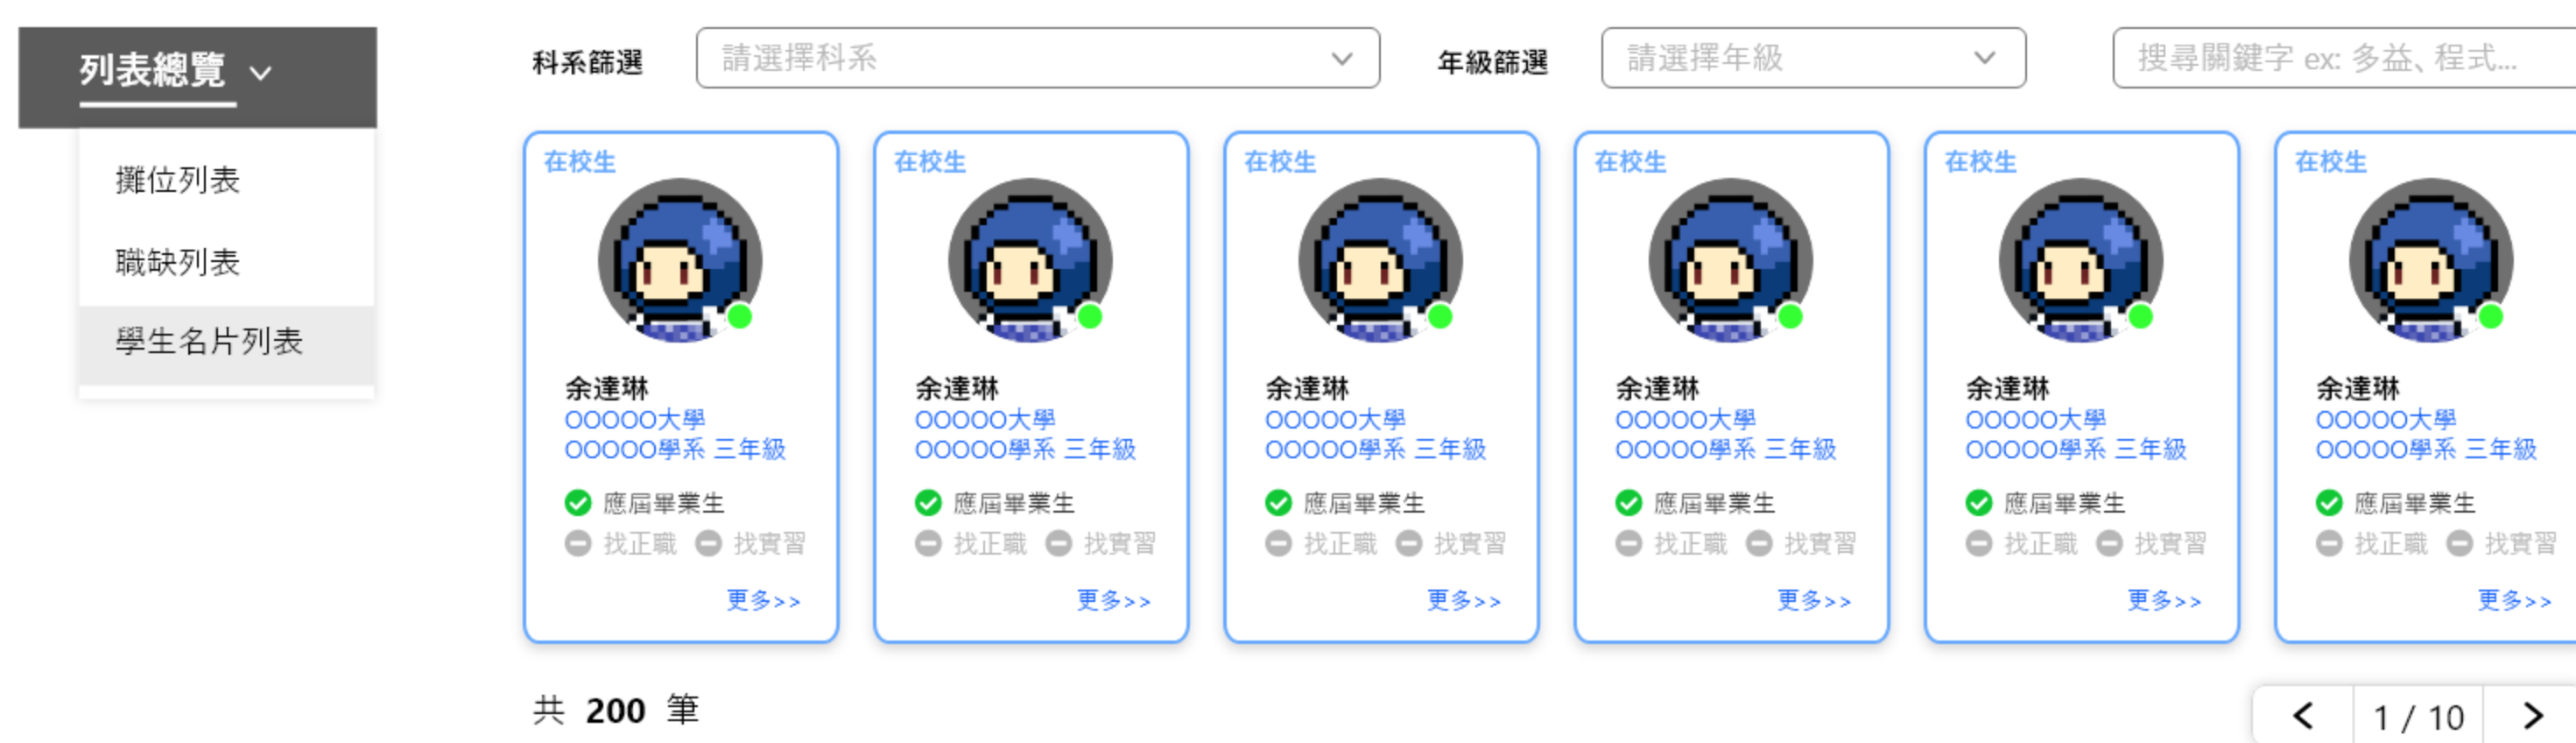 列表總覽
攤位列表
職缺列表
學生名片列表
科系篩選 請選擇科系 年級篩選 請選擇年級 搜尋關鍵字 ex: 多益、程式...
在校生 在校生 在校生 在校生 在校生 在校生
余達琳 余達琳 余達琳 余達琳 余達琳 余達琳
OOOOO大學 OOOOO大學 OOOOO大學 OOOOO大學 OOOOO大學 OOOOO大學
OOOOO學系 三年級 OOOOO學系 三年級 OOOOO學系 三年級 OOOOO學系 三年級 OOOOO學系 三年級 OOOOO學系 三年級
應屆畢業生 應屆畢業生 應屆畢業生 應屆畢業生 應屆畢業生 應屆畢業生
找正職 找實習 找正職 找實習 找正職 找實習 找正職 找實習 找正職 找實習 找正職 找實習
更多>> 更多>> 更多>> 更多>> 更多>> 更多>>
共 200 筆
1 / 10